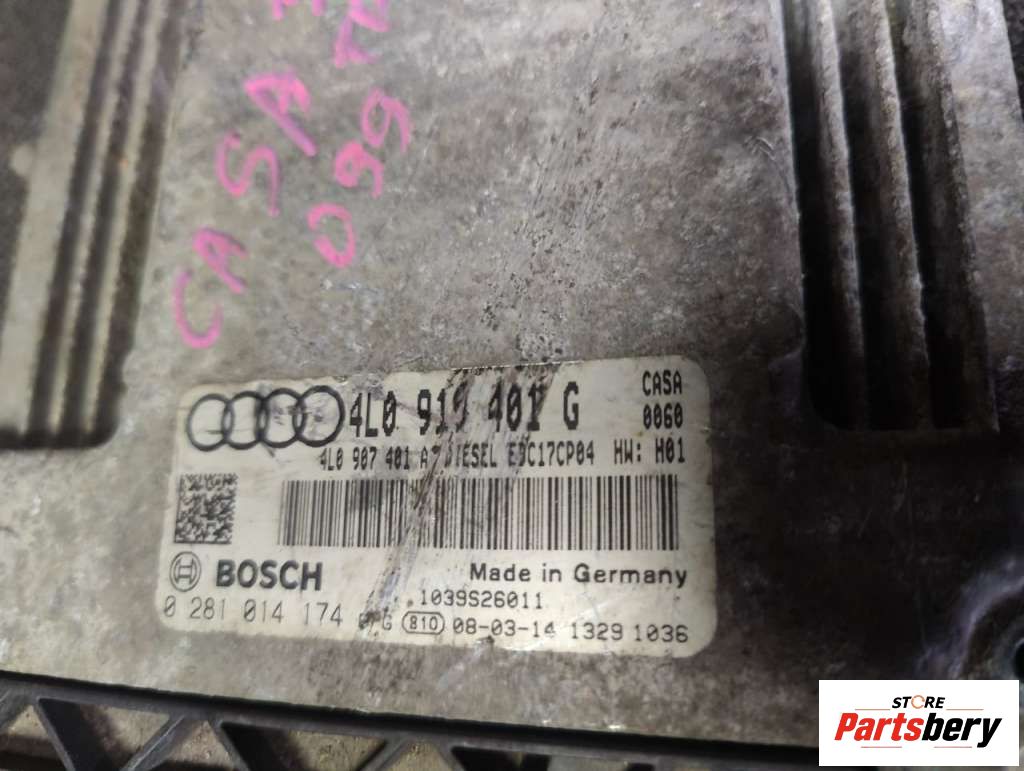 CASA
099
4L0 919 401 G
CASA
0060
4L0 907 401 A DIESEL EDC17CP04 HW: H01
BOSCH
Made in Germany
1039S26011
0 281 014 174
G 810 08-03-14 1329 1036
STORE
Partsbery